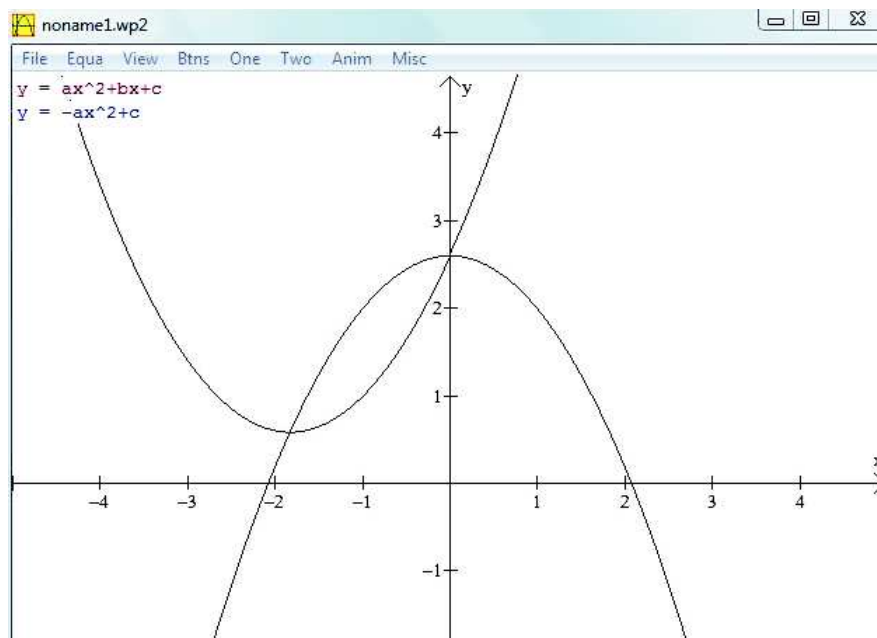 noname1.wp2
File Equa View Btns One Two Anim Misc
y = ax^2+bx+c
y = -ax^2+c
y
4
3
2
1
x
−4 −3 −2 −1 1 2 3 4
−1